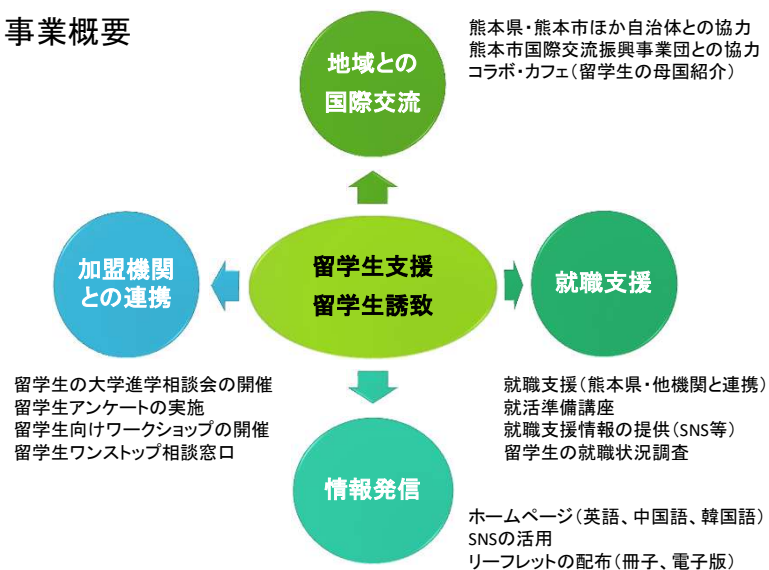 事業概要
地域との
国際交流
熊本県・熊本市ほか自治体との協力
熊本市国際交流振興事業団との協力
コラボ・カフェ(留学生の母国紹介)
加盟機関
との連携
留学生支援
留学生誘致
就職支援
留学生の大学進学相談会の開催
留学生アンケートの実施
留学生向けワークショップの開催
留学生ワンストップ相談窓口
就職支援(熊本県・他機関と連携)
就活準備講座
就職支援情報の提供(SNS等)
留学生の就職状況調査
情報発信
ホームページ(英語、中国語、韓国語)
SNSの活用
リーフレットの配布(冊子、電子版)